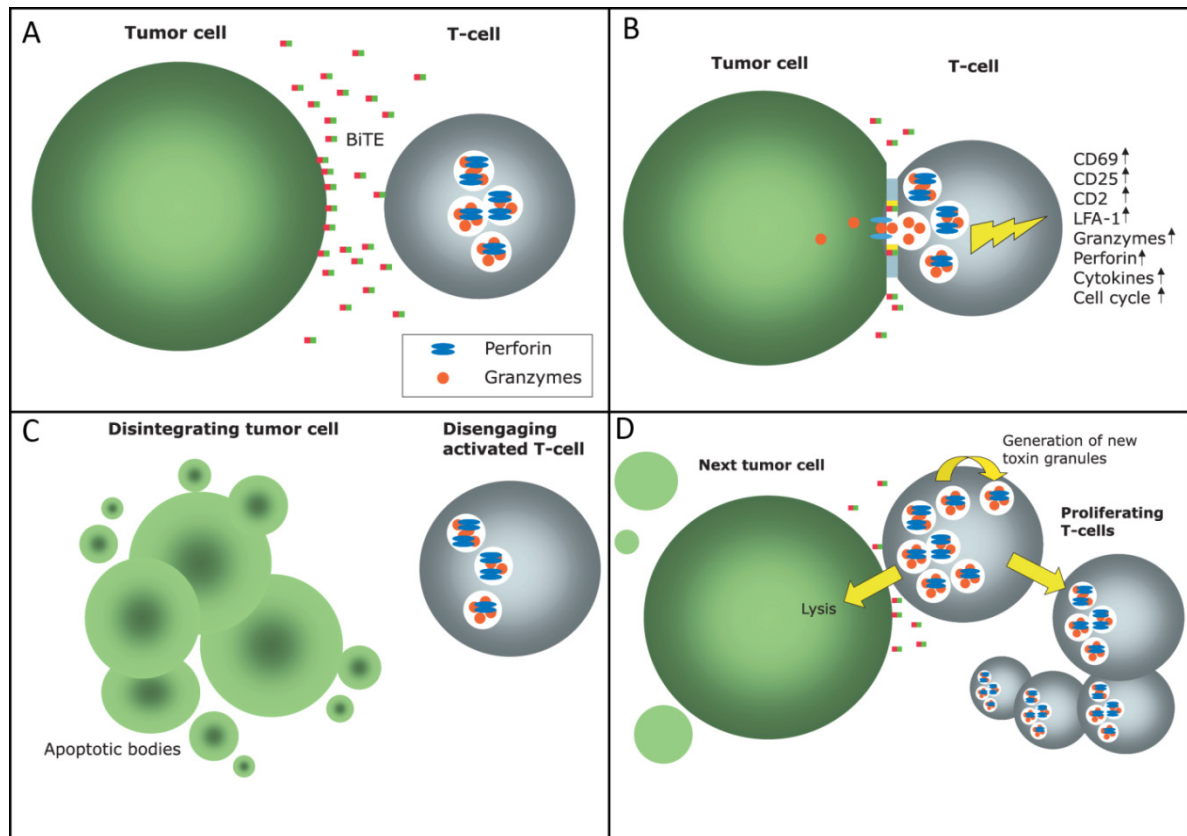 A
Tumor cell
T-cell
BiTE
Perforin
Granzymes
B
Tumor cell
T-cell
CD69↑
CD25↑
CD2 ↑
LFA-1↑
Granzymes↑
Perforin↑
Cytokines↑
Cell cycle ↑
C
Disintegrating tumor cell
Disengaging
activated T-cell
Apoptotic bodies
D
Next tumor cell
Generation of new
toxin granules
Proliferating
T-cells
Lysis